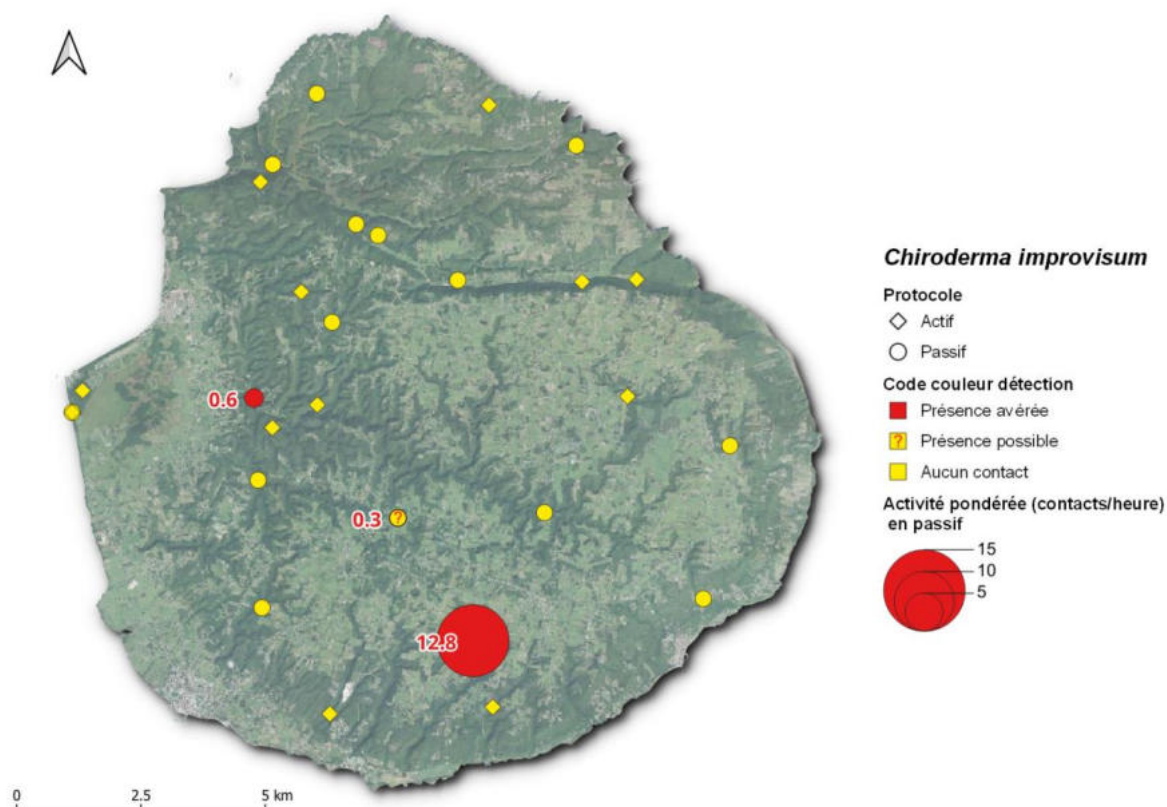 Chiroderma improvisum
Protocole
Actif
Passif
Code couleur détection
Présence avérée
? Présence possible
Aucun contact
Activité pondérée (contacts/heure)
en passif
15
10
5
0.6
0.3 ?
12.8
0 2.5 5 km